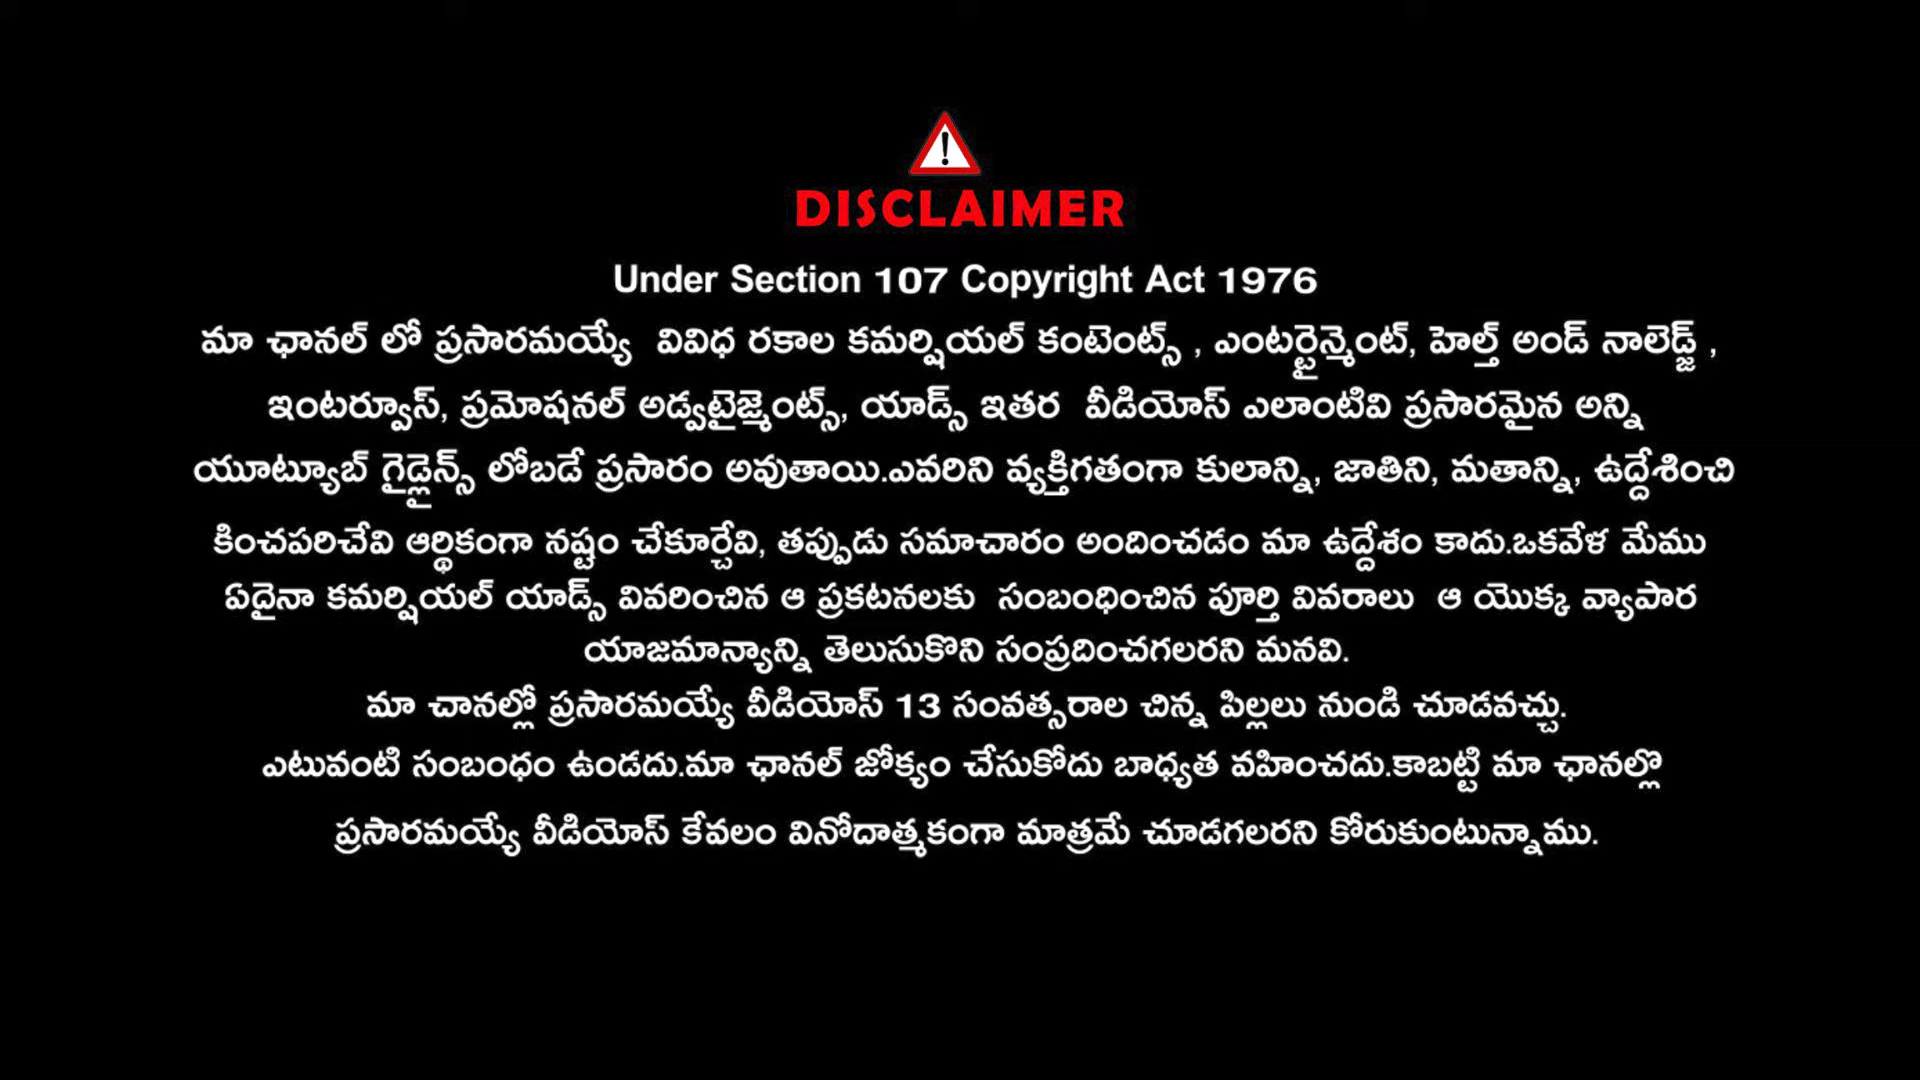 DISCLAIMER
Under Section 107 Copyright Act 1976
మా ఛానల్ లో ప్రసారమయ్యే వివిధ రకాల కమర్షియల్ కంటెంట్స్ , ఎంటర్టైన్మెంట్, హెల్త్ అండ్ నాలెడ్జ్ ,
ఇంటర్వ్యూస్, ప్రమోషనల్ అడ్వటైజ్మెంట్స్, యాడ్స్ ఇతర వీడియోస్ ఎలాంటివి ప్రసారమైన అన్ని
యూట్యూబ్ గైడ్లైన్స్ లోబడే ప్రసారం అవుతాయి.ఎవరిని వ్యక్తిగతంగా కులాన్ని, జాతిని, మతాన్ని, ఉద్దేశించి
కించపరిచేవి ఆర్థికంగా నష్టం చేకూర్చేవి, తప్పుడు సమాచారం అందించడం మా ఉద్దేశం కాదు.ఒకవేళ మేము
ఏదైనా కమర్షియల్ యాడ్స్ వివరించిన ఆ ప్రకటనలకు సంబంధించిన పూర్తి వివరాలు ఆ యొక్క వ్యాపార
యాజమాన్యాన్ని తెలుసుకొని సంప్రదించగలరని మనవి.
మా చానల్లో ప్రసారమయ్యే వీడియోస్ 13 సంవత్సరాల చిన్న పిల్లలు నుండి చూడవచ్చు.
ఎటువంటి సంబంధం ఉండదు.మా ఛానల్ జోక్యం చేసుకోదు బాధ్యత వహించదు.కాబట్టి మా ఛానల్లొ
ప్రసారమయ్యే వీడియోస్ కేవలం వినోదాత్మకంగా మాత్రమే చూడగలరని కోరుకుంటున్నాము.